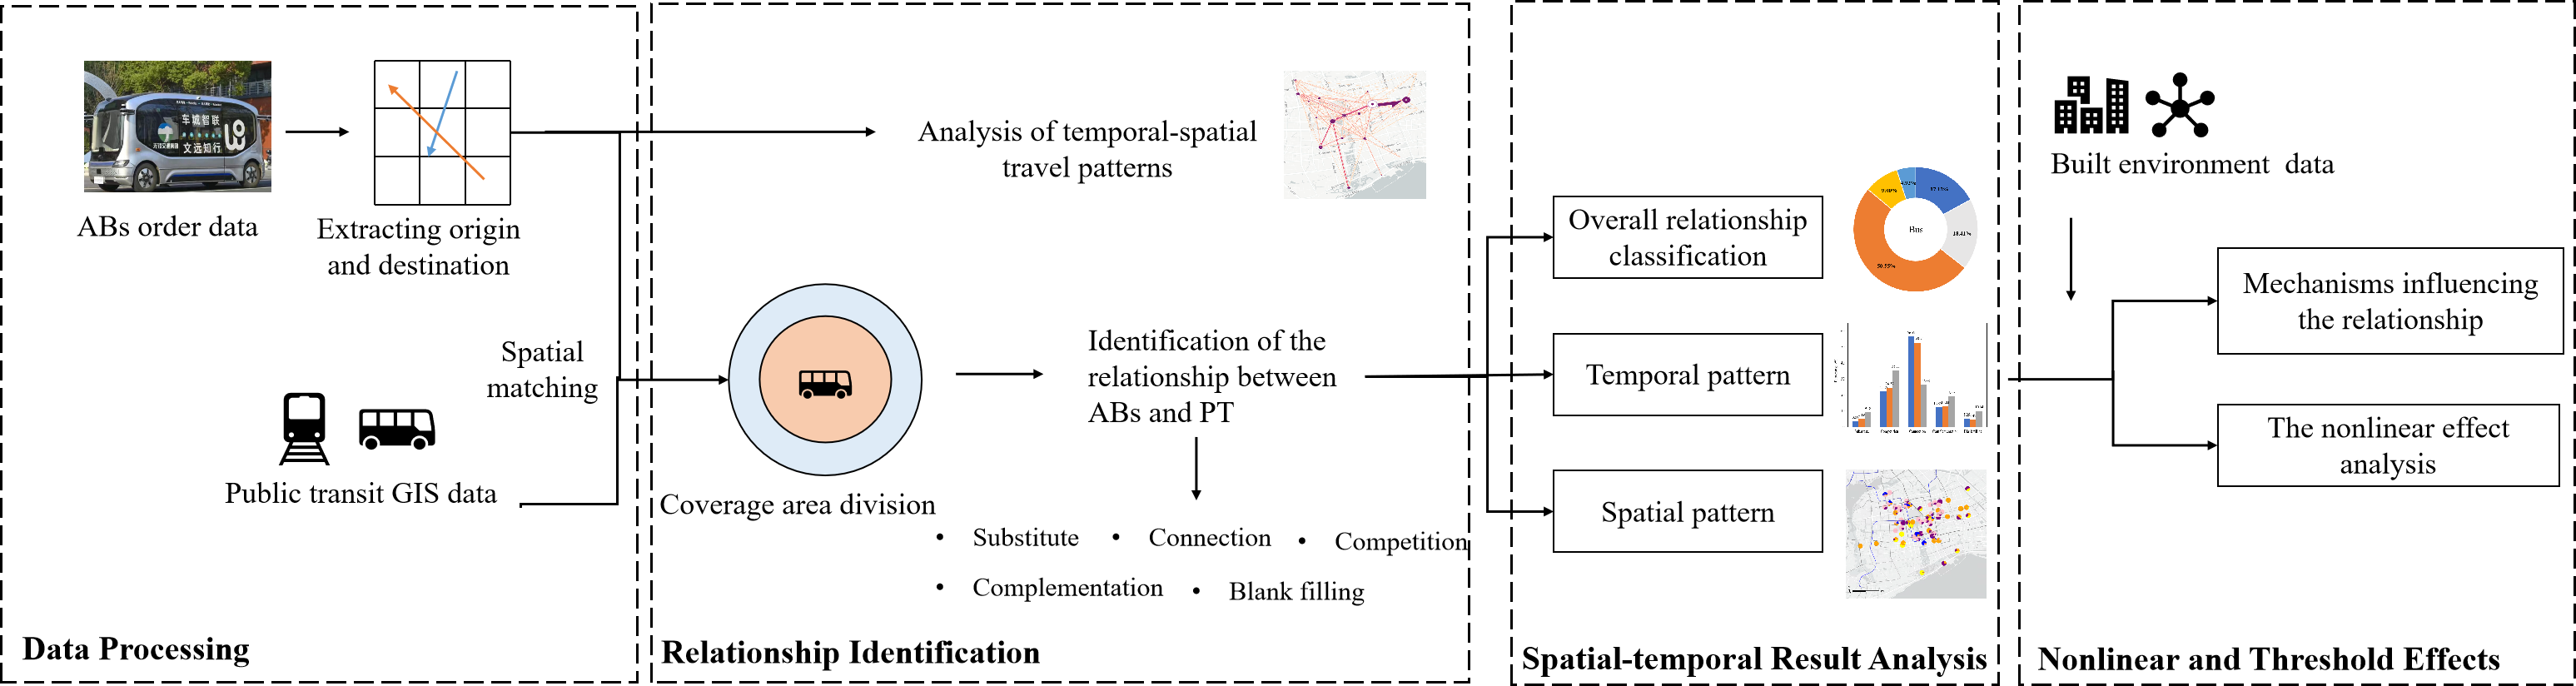 车城智联
文远知行
ABs order data
Extracting origin
and destination
Spatial
matching
Public transit GIS data
Data Processing
Analysis of temporal-spatial
travel patterns
Coverage area division
Identification of the
relationship between
ABs and PT
• Substitute • Connection • Competition
• Complementation • Blank filling
Relationship Identification
Overall relationship
classification
Temporal pattern
Spatial pattern
Spatial-temporal Result Analysis
Built environment data
Mechanisms influencing
the relationship
The nonlinear effect
analysis
Nonlinear and Threshold Effects